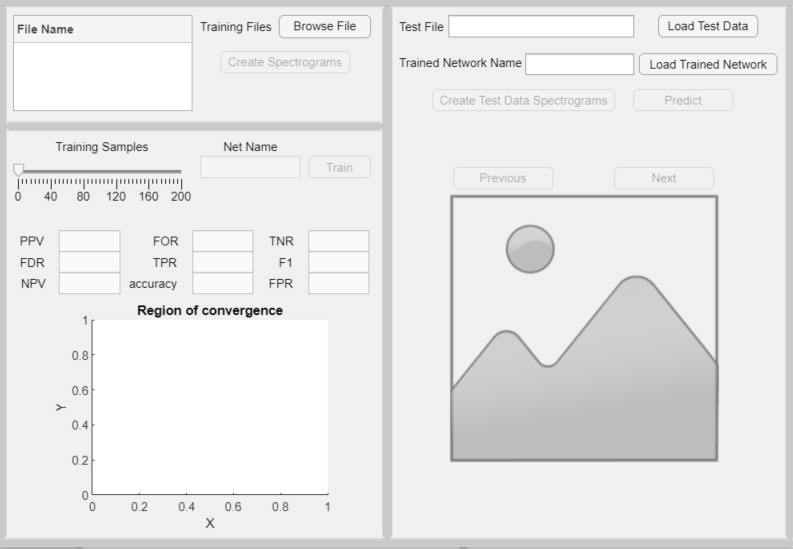 File Name
Training Files
Browse File
Create Spectrograms
Training Samples
0 40 80 120 160 200
Net Name
Train
PPV FOR TNR
FDR TPR F1
NPV accuracy FPR
Region of convergence
1
0.8
0.6
0.4
0.2
0
Y
0 0.2 0.4 0.6 0.8 1
X
Test File
Load Test Data
Trained Network Name
Load Trained Network
Create Test Data Spectrograms
Predict
Previous
Next